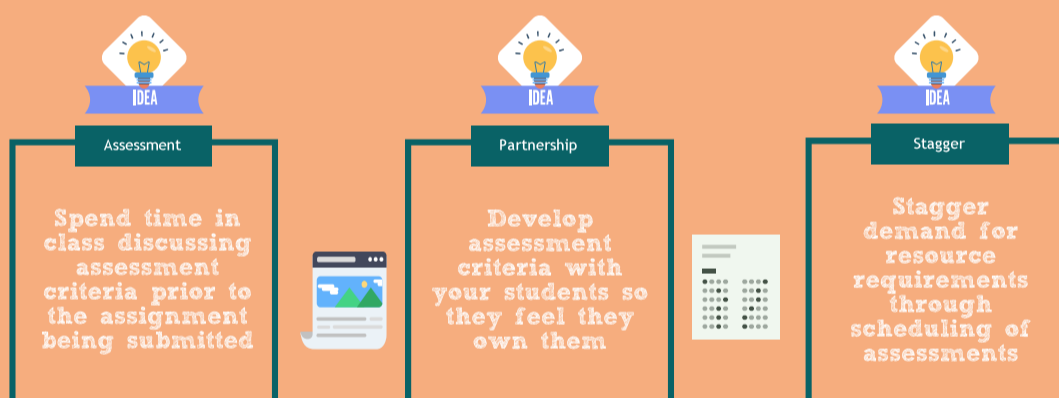 IDEA
Assessment
Spend time in
class discussing
assessment
criteria prior to
the assignment
being submitted
IDEA
Partnership
Develop
assessment
criteria with
your students so
they feel they
own them
IDEA
Stagger
Stagger
demand for
resource
requirements
through
scheduling of
assessments